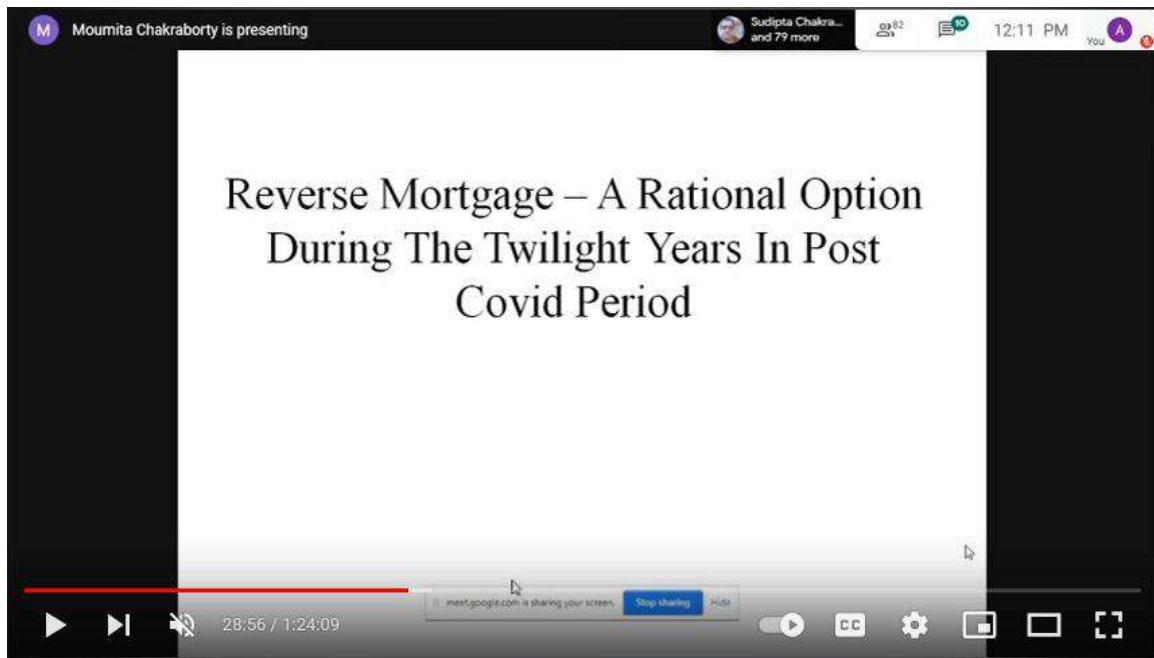 M Moumita Chakraborty is presenting
Sudipta Chakra...
and 79 more
82
10
12:11 PM
You A
Reverse Mortgage – A Rational Option
During The Twilight Years In Post
Covid Period
meet.google.com is sharing your screen. Stop sharing Hide
28:56 / 1:24:09
CC